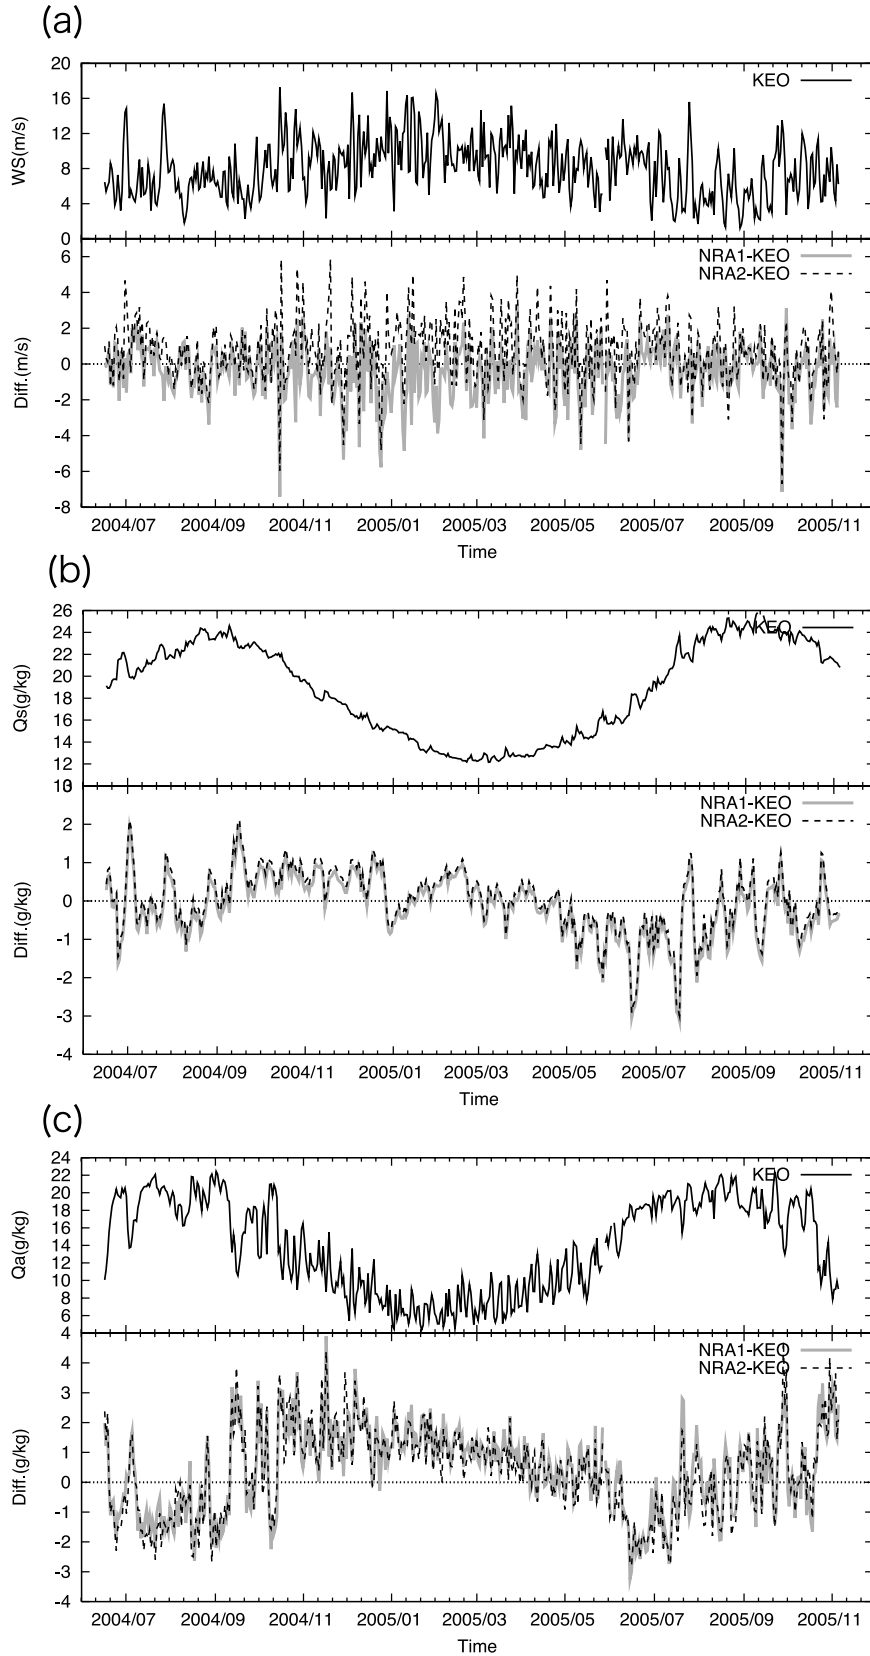 (a)
20
16
12
8
4
0
WS(m/s)
KEO
6
4
2
0
-2
-4
-6
-8
Diff.(m/s)
NRA1-KEO
NRA2-KEO
2004/07 2004/09 2004/11 2005/01 2005/03 2005/05 2005/07 2005/09 2005/11
Time
(b)
26
24
22
20
18
16
14
12
10
Qs(g/kg)
KEO
3
2
1
0
-1
-2
-3
-4
Diff.(g/kg)
NRA1-KEO
NRA2-KEO
2004/07 2004/09 2004/11 2005/01 2005/03 2005/05 2005/07 2005/09 2005/11
Time
(c)
24
22
20
18
16
14
12
10
8
6
4
Qa(g/kg)
KEO
4
3
2
1
0
-1
-2
-3
-4
Diff.(g/kg)
NRA1-KEO
NRA2-KEO
2004/07 2004/09 2004/11 2005/01 2005/03 2005/05 2005/07 2005/09 2005/11
Time